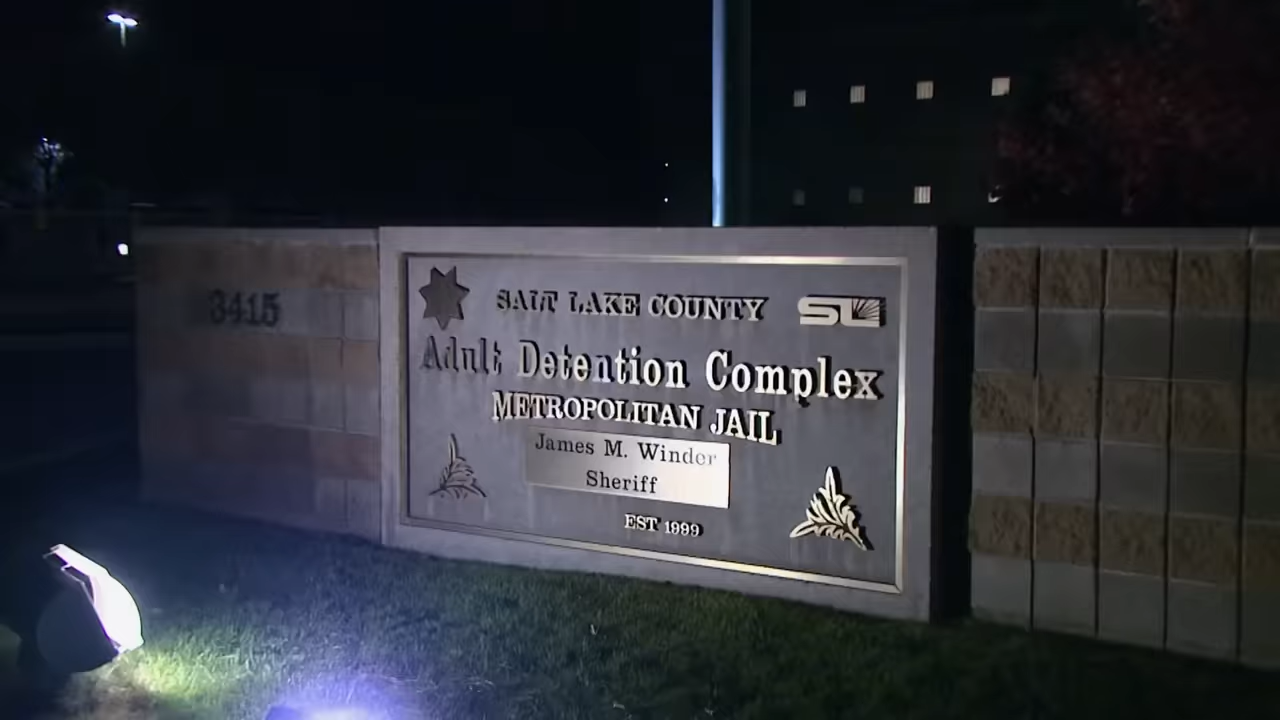 3415
SALT LAKE COUNTY
SL
Adult Detention Complex
METROPOLITAN JAIL
James M. Winder
Sheriff
EST 1999